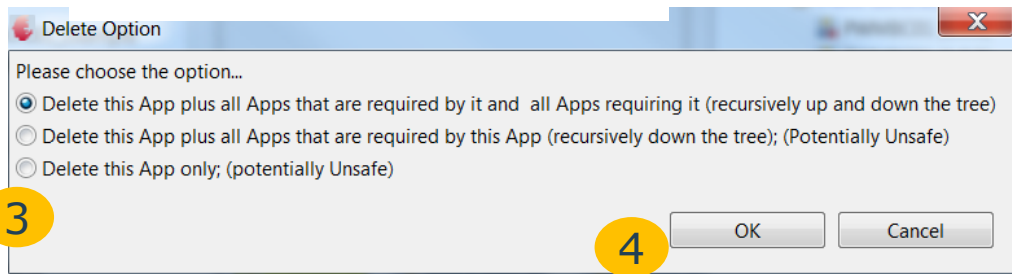 Delete Option
X
Please choose the option...
Delete this App plus all Apps that are required by it and  all Apps requiring it (recursively up and down the tree)
Delete this App plus all Apps that are required by this App (recursively down the tree); (Potentially Unsafe)
Delete this App only; (potentially Unsafe)
3
4
OK
Cancel